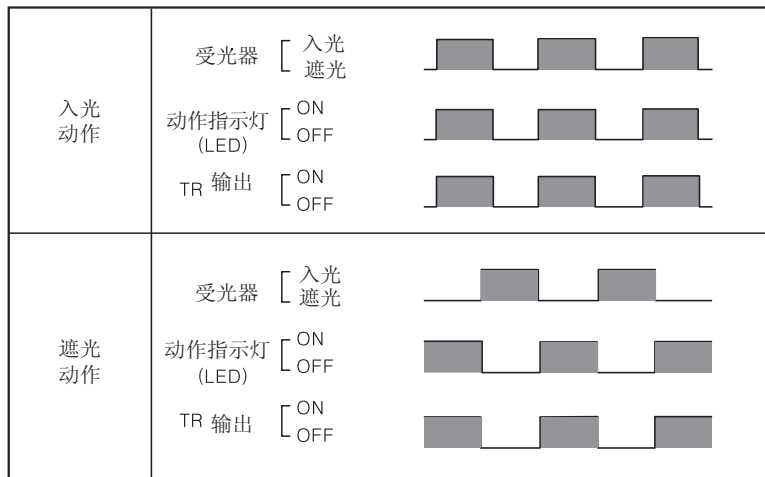 入光
动作
受光器
入光
遮光
动作指示灯
(LED)
ON
OFF
TR 输出
ON
OFF
遮光
动作
受光器
入光
遮光
动作指示灯
(LED)
ON
OFF
TR 输出
ON
OFF